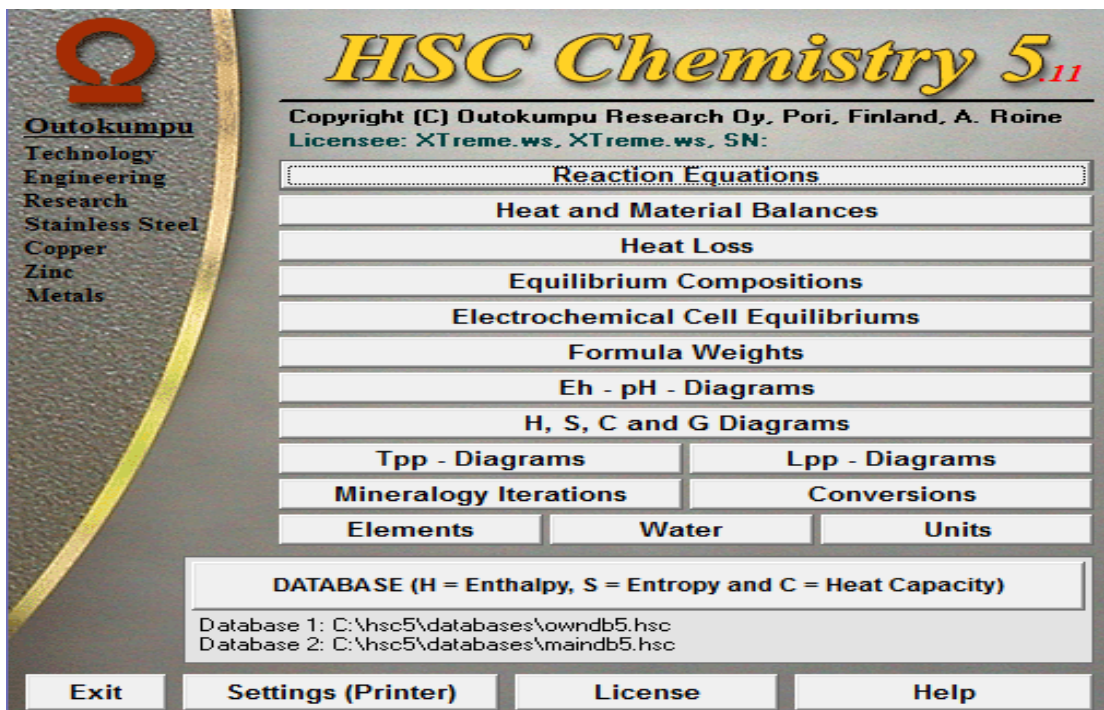 HSC Chemistry 5.11
Copyright (C) Outokumpu Research Oy, Pori, Finland, A. Roine
Licensee: XTreme.ws, XTreme.ws, SN:
Outokumpu
Technology
Engineering
Research
Stainless Steel
Copper
Zinc
Metals
Reaction Equations
Heat and Material Balances
Heat Loss
Equilibrium Compositions
Electrochemical Cell Equilibriums
Formula Weights
Eh - pH - Diagrams
H, S, C and G Diagrams
Tpp - Diagrams Lpp - Diagrams
Mineralogy Iterations Conversions
Elements Water Units
DATABASE (H = Enthalpy, S = Entropy and C = Heat Capacity)
Database 1: C:\hsc5\databases\owndb5.hsc
Database 2: C:\hsc5\databases\maindb5.hsc
Exit Settings (Printer) License Help